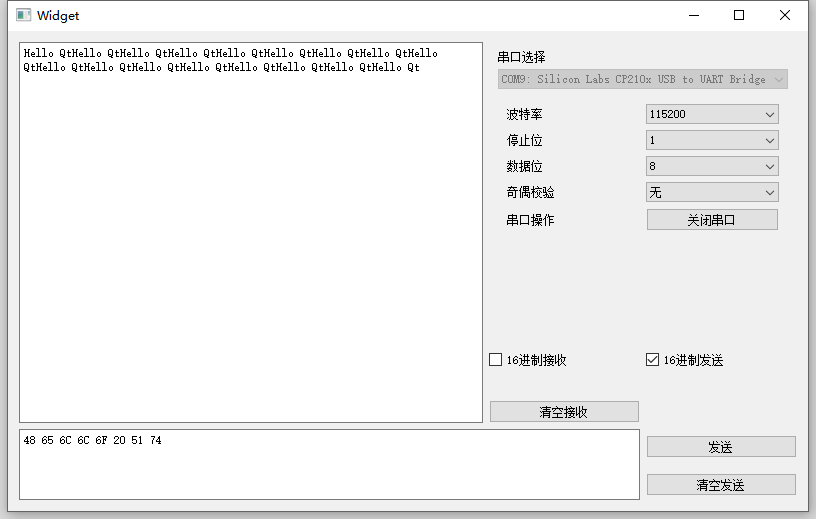 Widget
Hello QtHello QtHello QtHello QtHello QtHello QtHello QtHello QtHello
QtHello QtHello QtHello QtHello QtHello QtHello QtHello QtHello Qt
串口选择
COM9: Silicon Labs CP210x USB to UART Bridge
波特率 115200
停止位 1
数据位 8
奇偶校验 无
串口操作 关闭串口
16进制接收 16进制发送
清空接收
48 65 6C 6C 6F 20 51 74
发送
清空发送